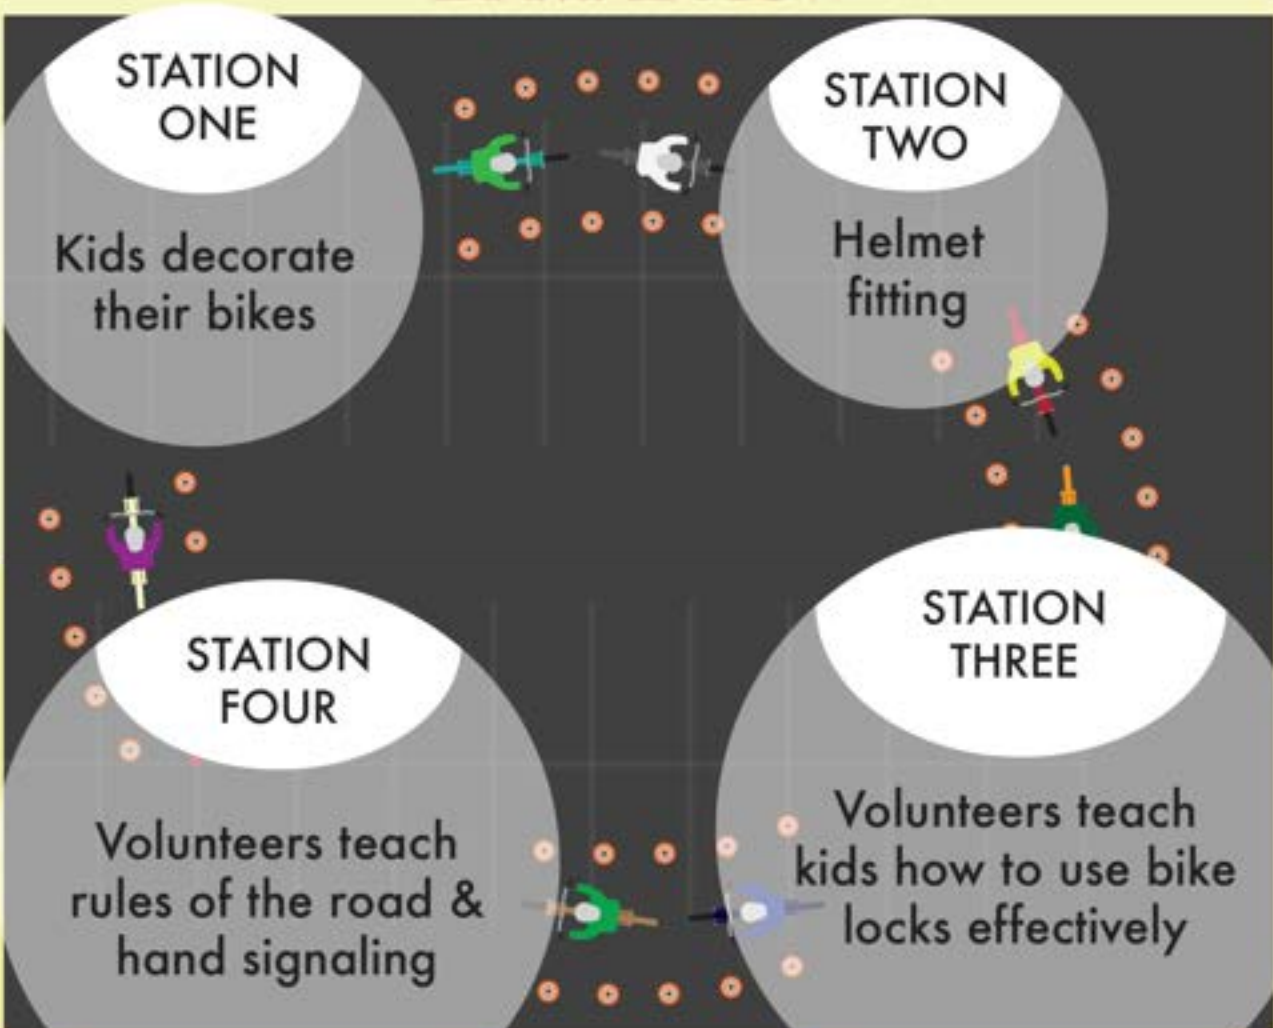 STATION
ONE
Kids decorate
their bikes
STATION
TWO
Helmet
fitting
STATION
THREE
Volunteers teach
kids how to use bike
locks effectively
STATION
FOUR
Volunteers teach
rules of the road &
hand signaling